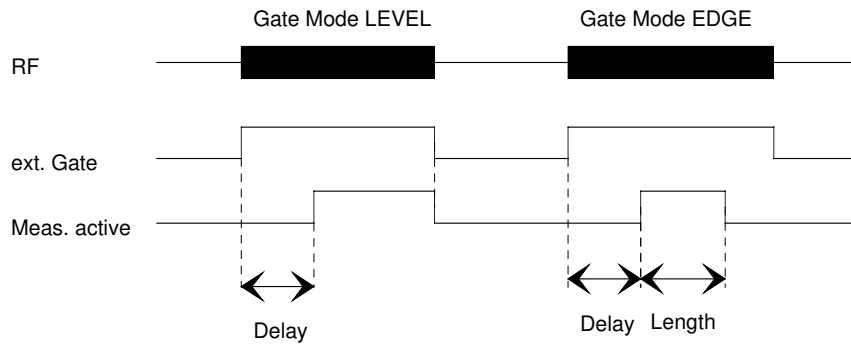 Gate Mode LEVEL
Gate Mode EDGE
RF
ext. Gate
Meas. active
Delay
Delay
Length